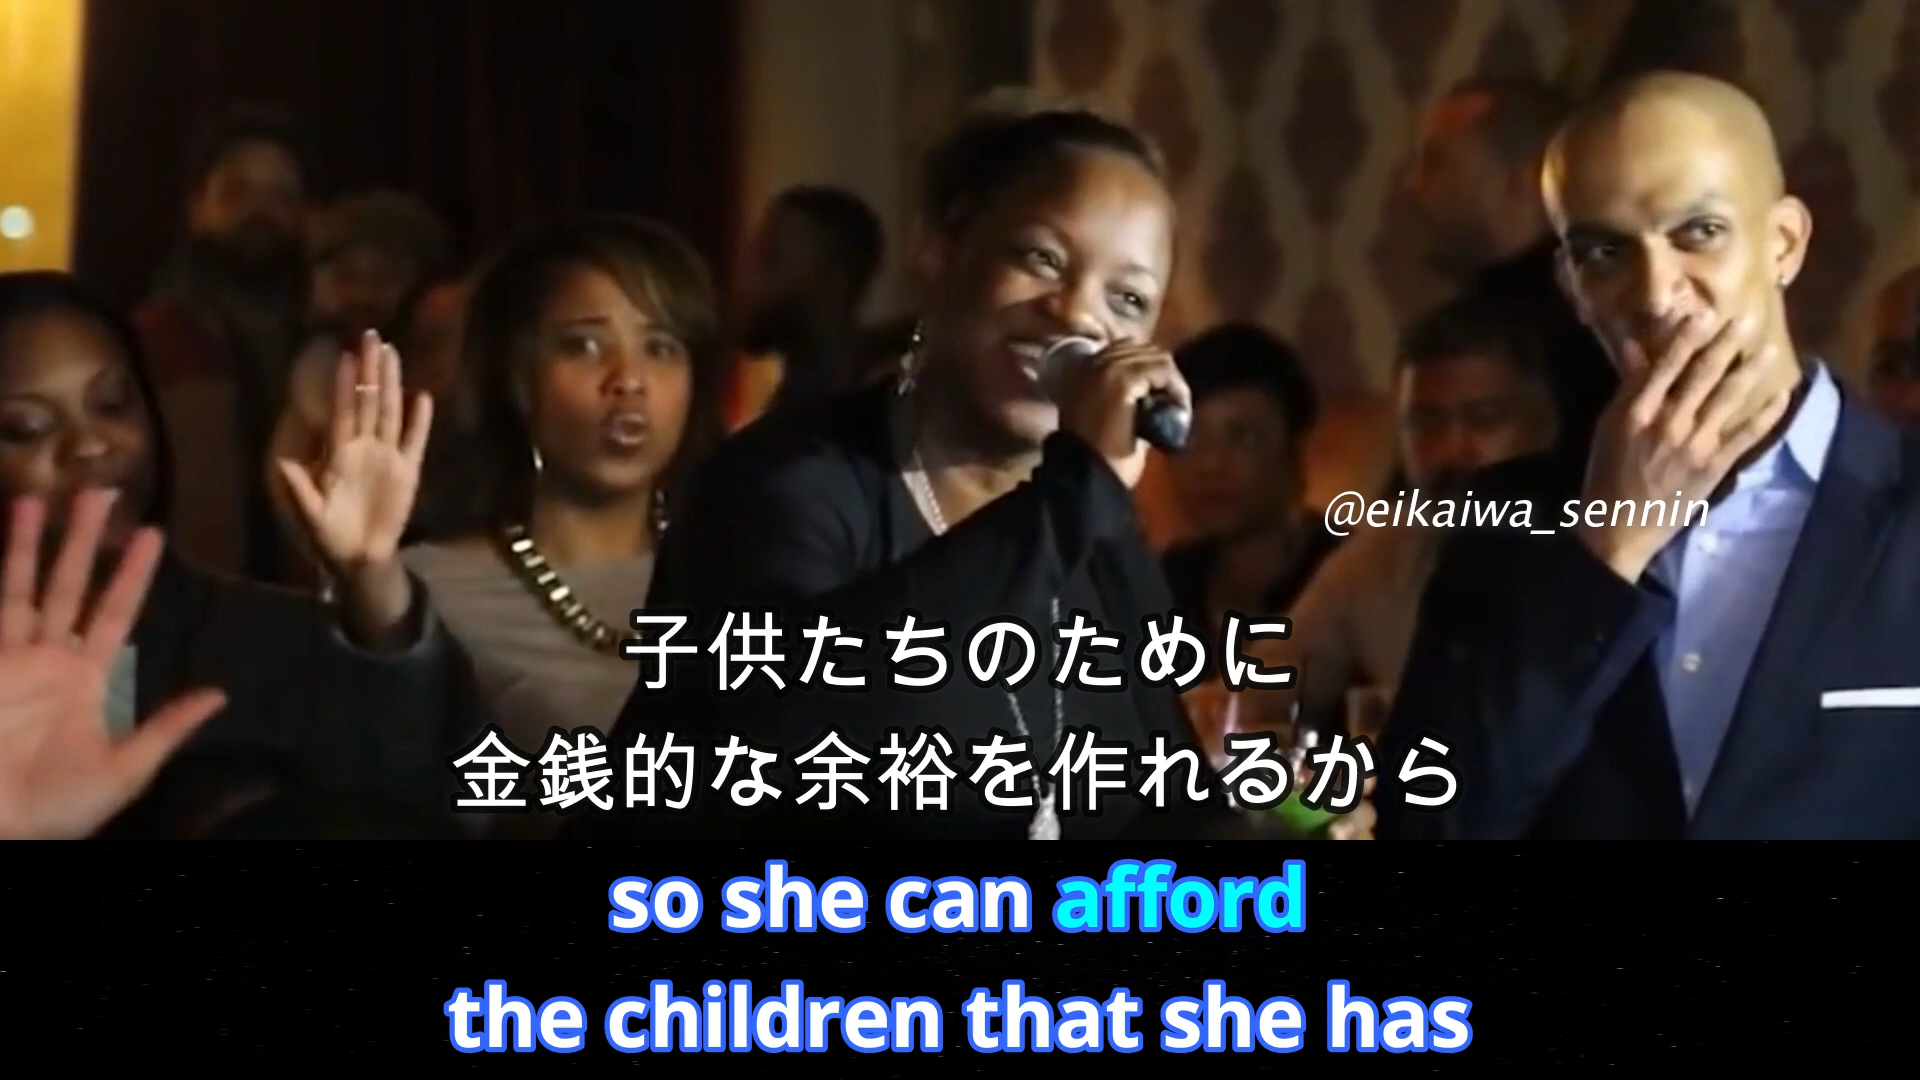 @eikaiwa_sennin
子供たちのために
金銭的な余裕を作れるから
so she can afford
the children that she has